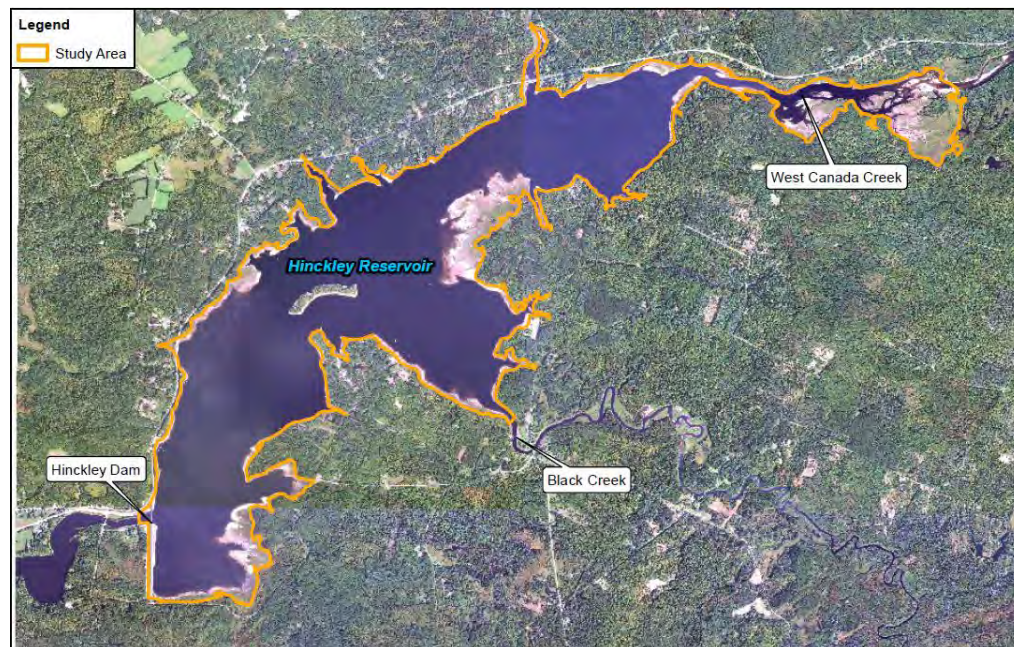 Legend
Study Area
West Canada Creek
Hinckley Reservoir
Hinckley Dam
Black Creek